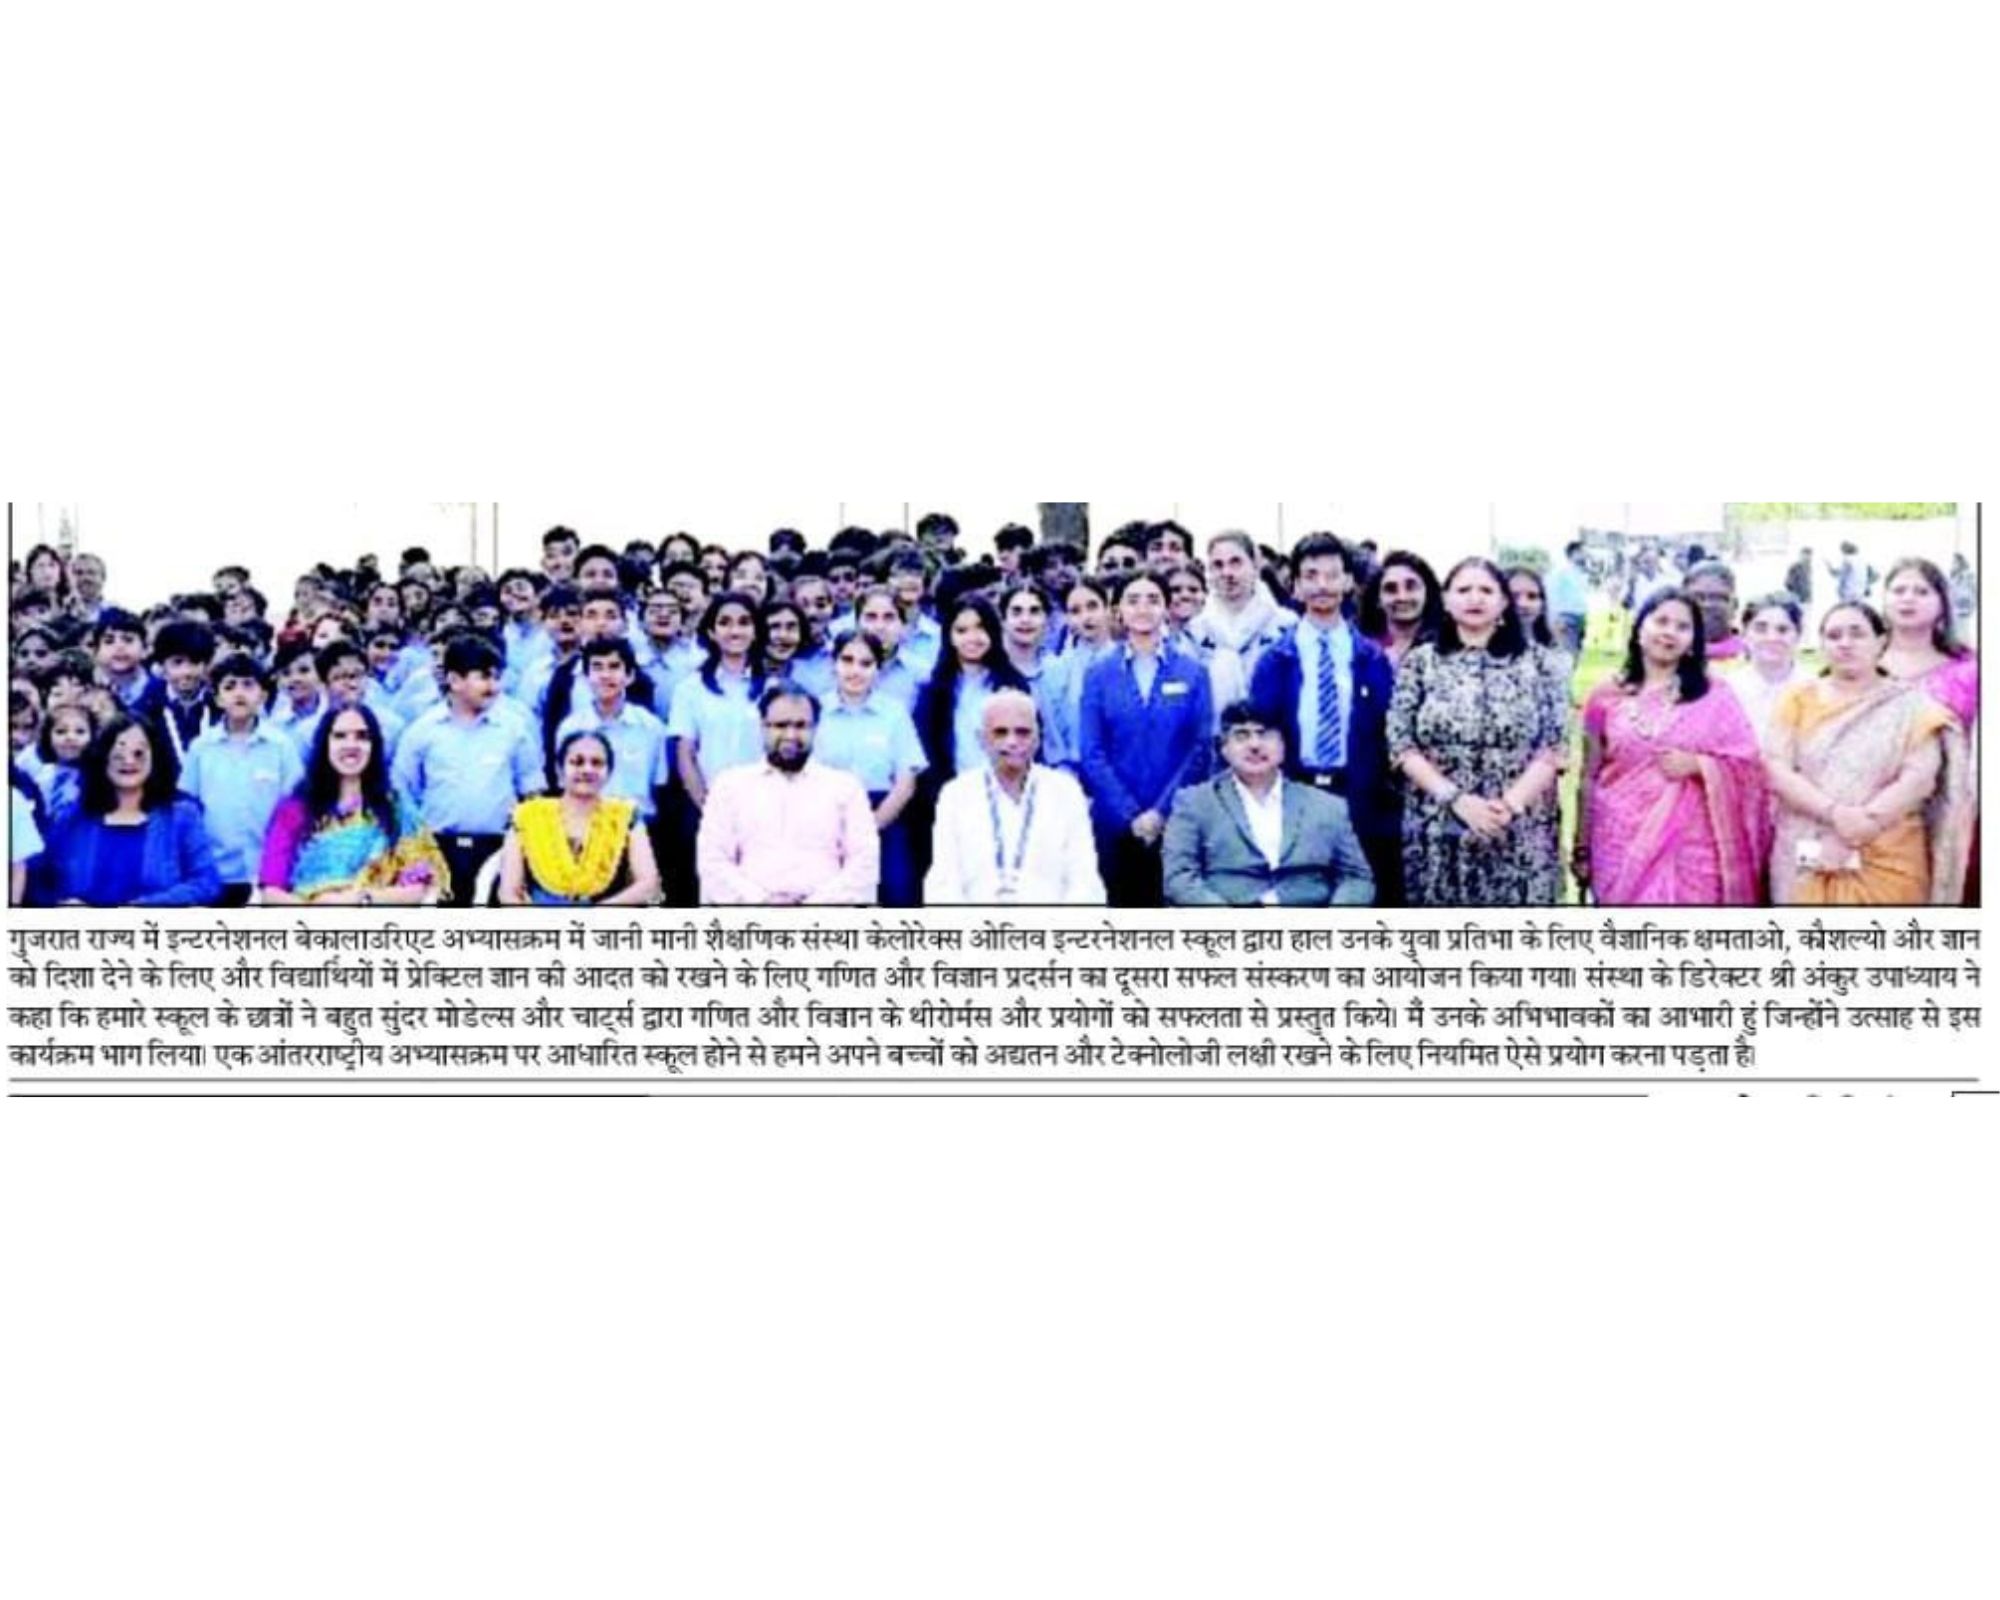 गुजरात राज्य में इन्टरनेशनल बेकालाउरिएट अभ्यासक्रम में जानी मानी शैक्षणिक संस्था केलोरेक्स ओलिव इन्टरनेशनल स्कूल द्वारा हाल उनके युवा प्रतिभा के लिए वैज्ञानिक क्षमताओ, कौशल्यो और ज्ञान
को दिशा देने के लिए और विद्यार्थियों में प्रेक्टिल ज्ञान की आदत को रखने के लिए गणित और विज्ञान प्रदर्सन का दूसरा सफल संस्करण का आयोजन किया गया। संस्था के डिरेक्टर श्री अंकुर उपाध्याय ने
कहा कि हमारे स्कूल के छात्रों ने बहुत सुंदर मोडेल्स और चार्ट्स द्वारा गणित और विज्ञान के थीरोर्मस और प्रयोगों को सफलता से प्रस्तुत किये। मैं उनके अभिभावकों का आभारी हुं जिन्होंने उत्साह से इस
कार्यक्रम भाग लिया। एक आंतरराष्ट्रीय अभ्यासक्रम पर आधारित स्कूल होने से हमने अपने बच्चों को अद्यतन और टेक्नोलोजी लक्षी रखने के लिए नियमित ऐसे प्रयोग करना पड़ता है।